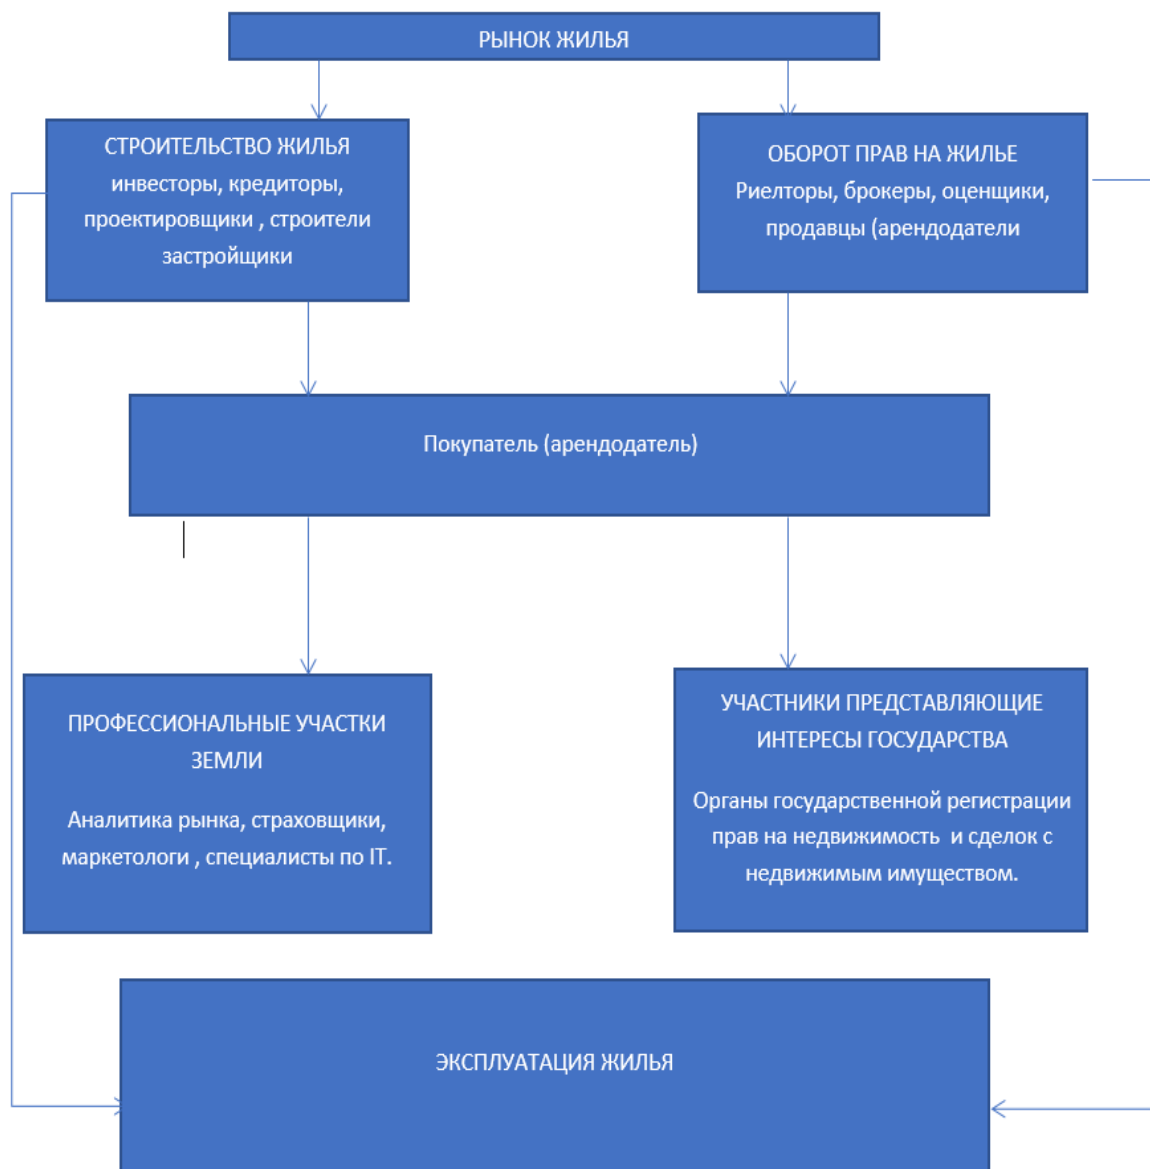 РЫНОК ЖИЛЬЯ
СТРОИТЕЛЬСТВО ЖИЛЬЯ
инвесторы, кредиторы,
проектировщики , строители
застройщики
ОБОРОТ ПРАВ НА ЖИЛЬЕ
Риелторы, брокеры, оценщики,
продавцы (арендодатели
Покупатель (арендодатель)
ПРОФЕССИОНАЛЬНЫЕ УЧАСТКИ
ЗЕМЛИ
Аналитика рынка, страховщики,
маркетологи , специалисты по IT.
УЧАСТНИКИ ПРЕДСТАВЛЯЮЩИЕ
ИНТЕРЕСЫ ГОСУДАРСТВА
Органы государственной регистрации
прав на недвижимость и сделок с
недвижимым имуществом.
ЭКСПЛУАТАЦИЯ ЖИЛЬЯ